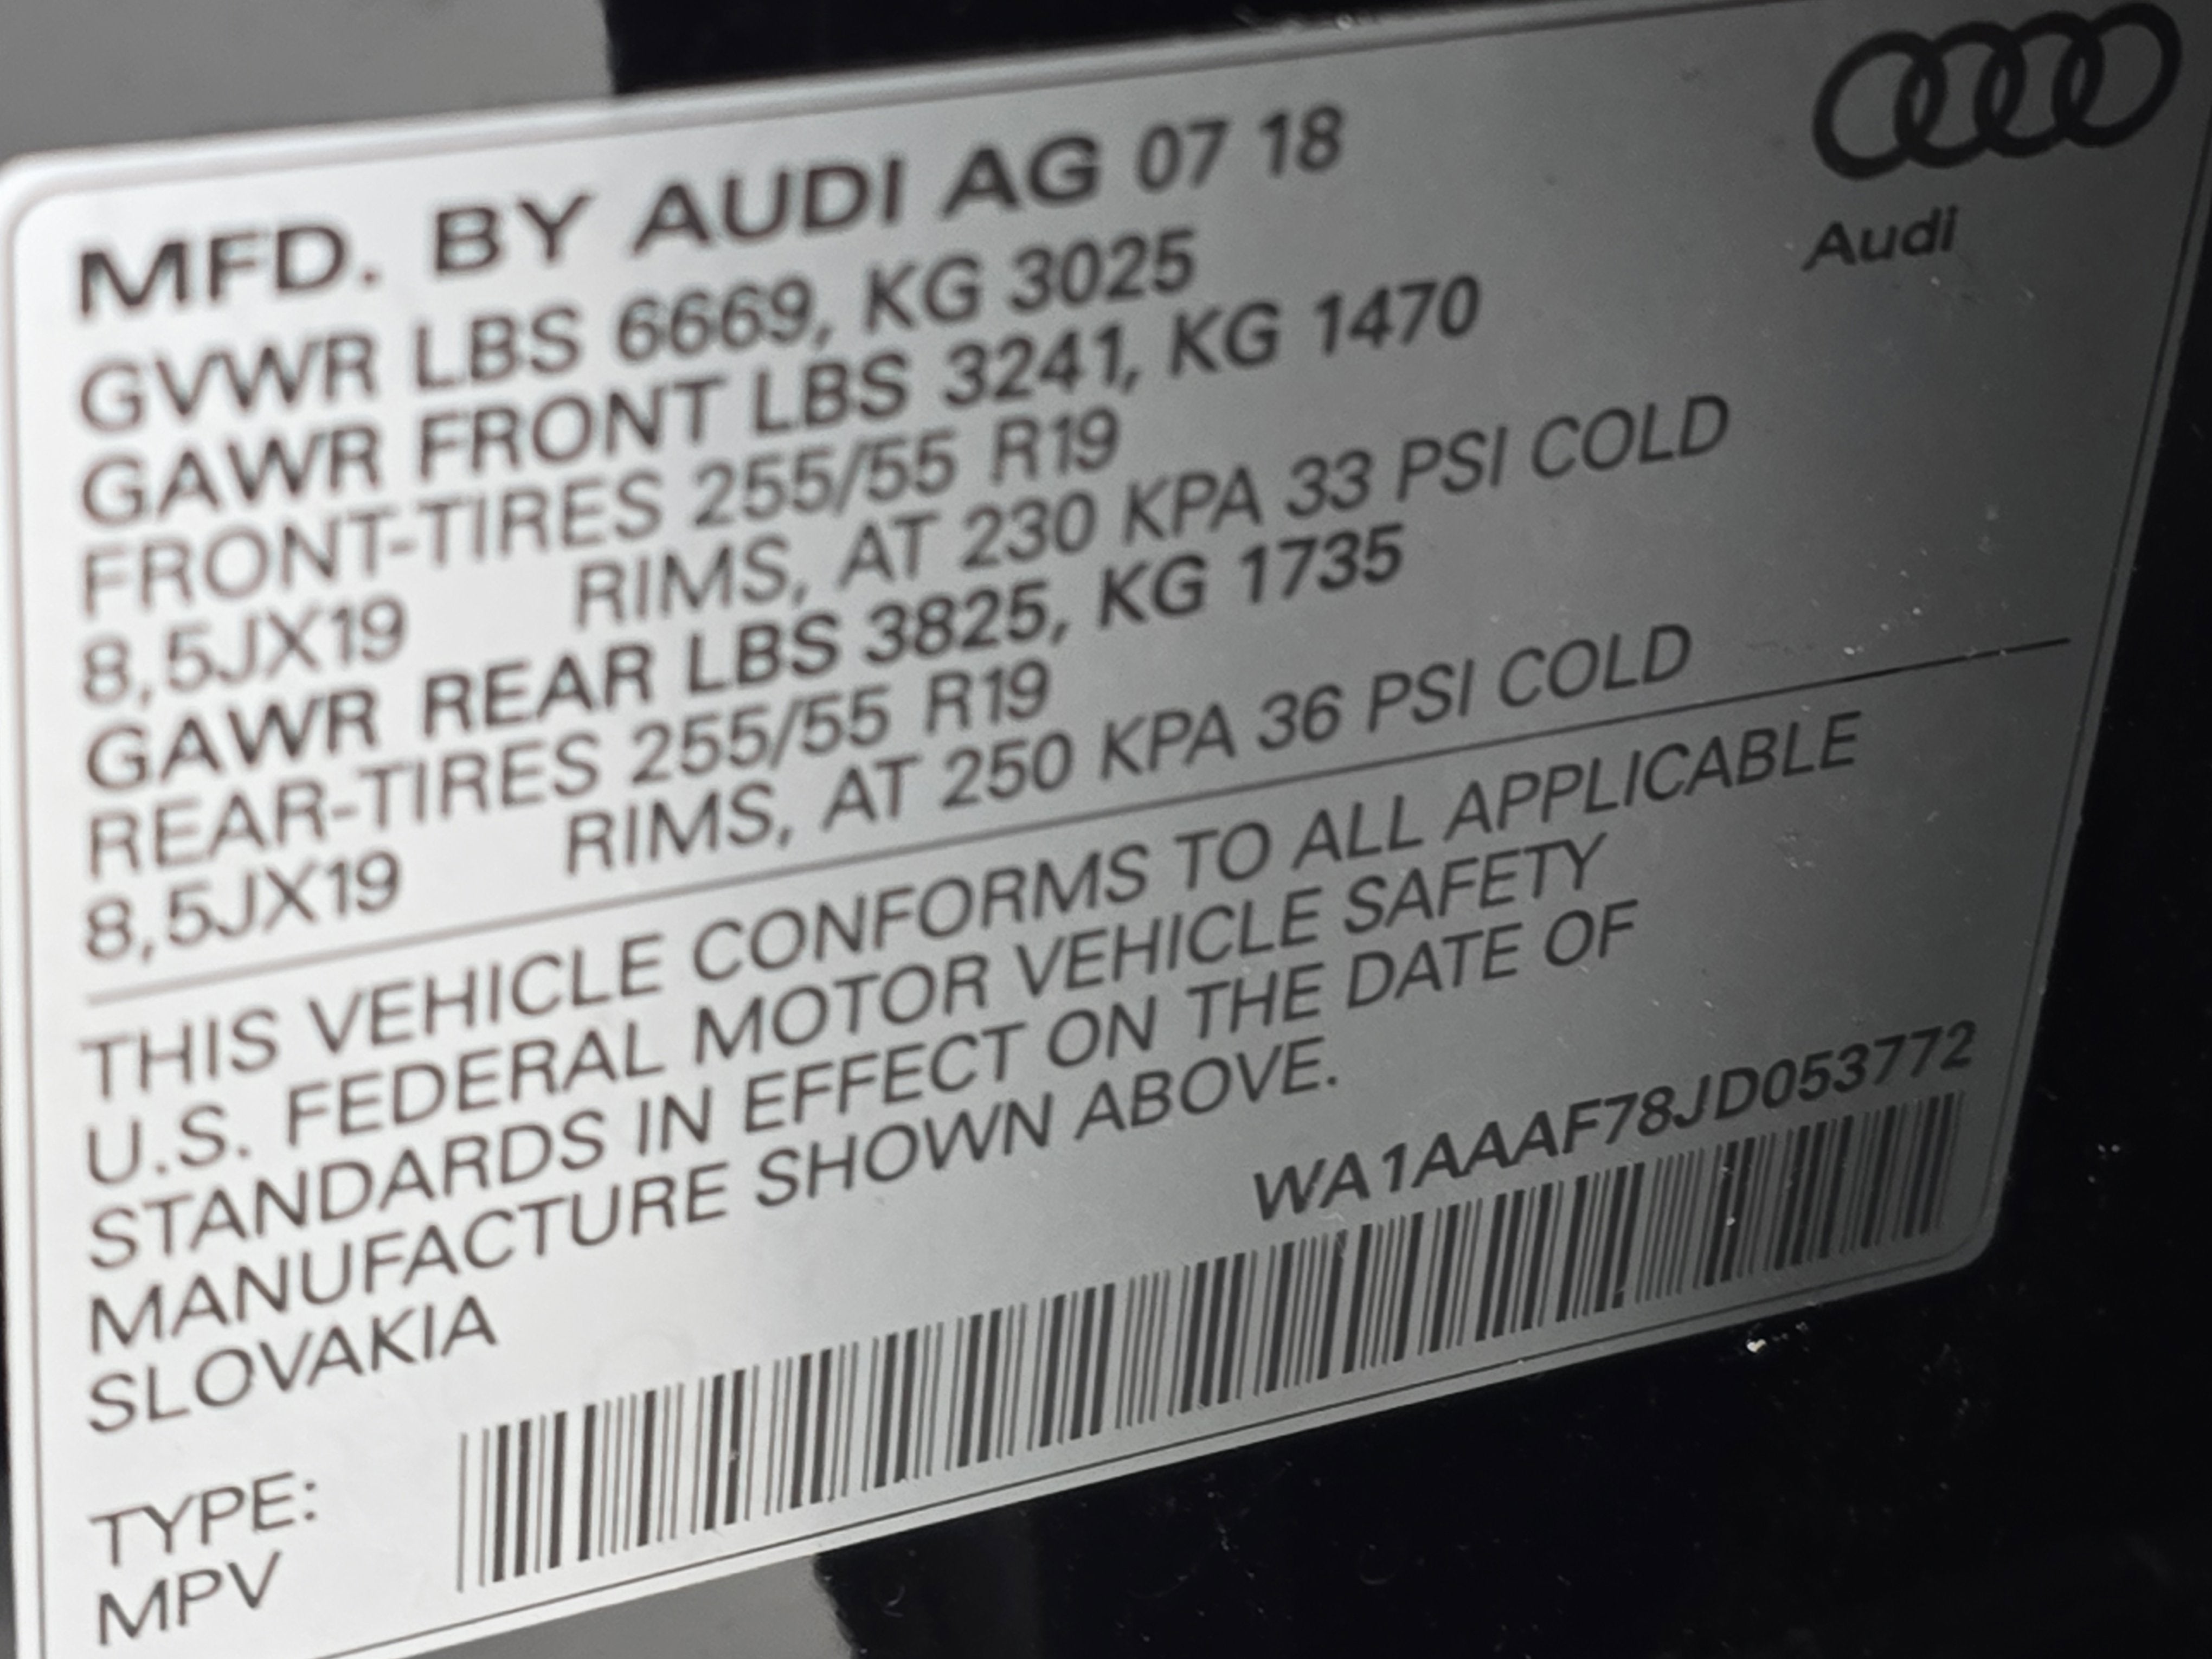 MFD. BY AUDI AG 07 18
Audi
GVWR LBS 6669, KG 3025
GAWR FRONT LBS 3241, KG 1470
FRONT-TIRES 255/55 R19
8,5JX19 RIMS, AT 230 KPA 33 PSI COLD
GAWR REAR LBS 3825, KG 1735
REAR-TIRES 255/55 R19
8,5JX19 RIMS, AT 250 KPA 36 PSI COLD
THIS VEHICLE CONFORMS TO ALL APPLICABLE
U.S. FEDERAL MOTOR VEHICLE SAFETY
STANDARDS IN EFFECT ON THE DATE OF
MANUFACTURE SHOWN ABOVE.
SLOVAKIA
WA1AAAF78JD053772
TYPE:
MPV